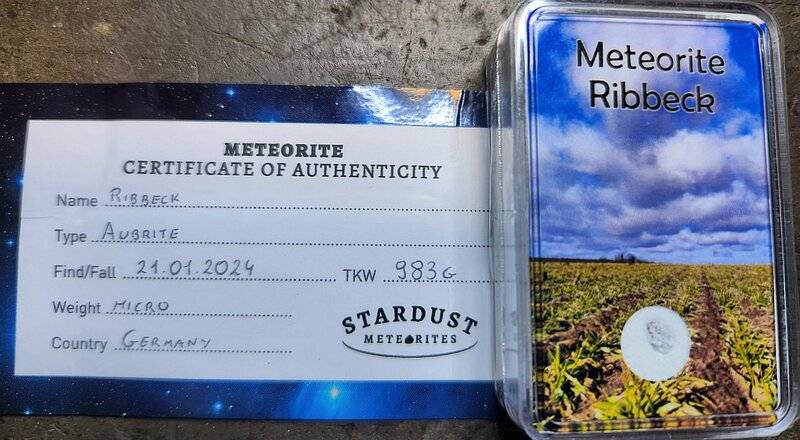 METEORITE
CERTIFICATE OF AUTHENTICITY
Name RIBBECK
Type AUBRITE
Find/Fall 21.01.2024 TKW 983G
Weight MICRO
Country GERMANY
STARDUST
METEORITES
Meteorite
Ribbeck